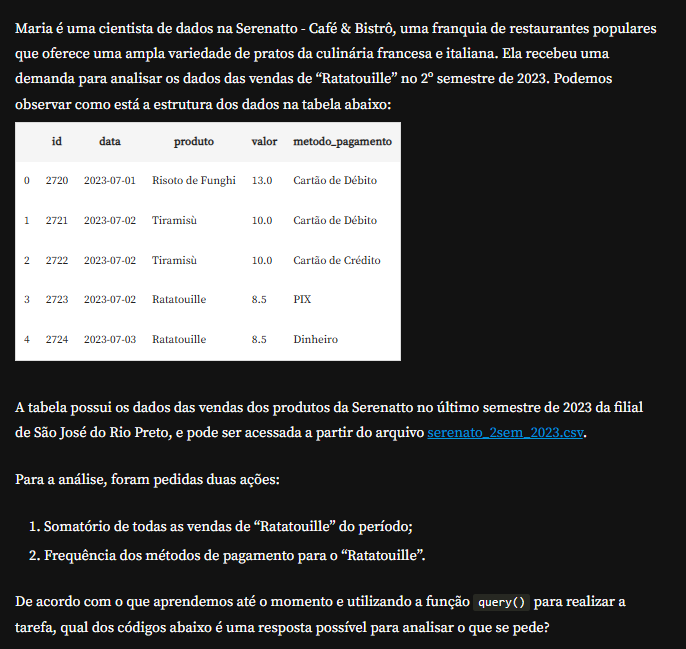 Maria é uma cientista de dados na Serenatto - Café & Bistrô, uma franquia de restaurantes populares
que oferece uma ampla variedade de pratos da culinária francesa e italiana. Ela recebeu uma
demanda para analisar os dados das vendas de “Ratatouille” no 2º semestre de 2023. Podemos
observar como está a estrutura dos dados na tabela abaixo:
id data produto valor metodo_pagamento
0 2720 2023-07-01 Risoto de Funghi 13.0 Cartão de Débito
1 2721 2023-07-02 Tiramisù 10.0 Cartão de Débito
2 2722 2023-07-02 Tiramisù 10.0 Cartão de Crédito
3 2723 2023-07-02 Ratatouille 8.5 PIX
4 2724 2023-07-03 Ratatouille 8.5 Dinheiro
A tabela possui os dados das vendas dos produtos da Serenatto no último semestre de 2023 da filial
de São José do Rio Preto, e pode ser acessada a partir do arquivo serenato_2sem_2023.csv.
Para a análise, foram pedidas duas ações:
1. Somatório de todas as vendas de “Ratatouille” do período;
2. Frequência dos métodos de pagamento para o “Ratatouille”.
De acordo com o que aprendemos até o momento e utilizando a função query() para realizar a
tarefa, qual dos códigos abaixo é uma resposta possível para analisar o que se pede?